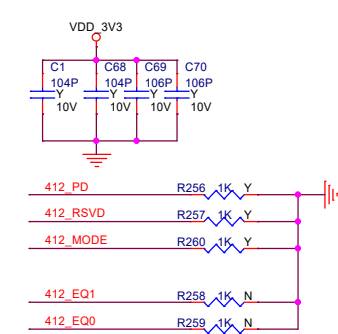 VDD_3V3
C1 C68 C69 C70
104P 104P 106P 106P
Y Y Y Y
10V 10V 10V 10V
412_PD R256 1K Y
412_RSVD R257 1K Y
412_MODE R260 1K Y
412_EQ1 R258 1K N
412_EQ0 R259 1K N